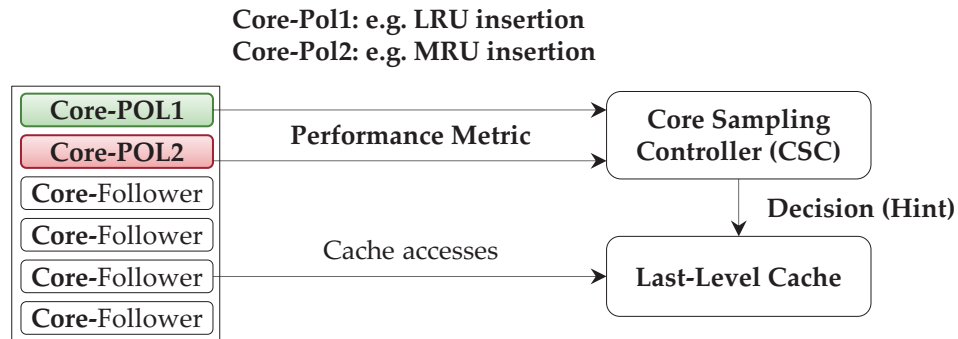 Core-Pol1: e.g. LRU insertion
Core-Pol2: e.g. MRU insertion
Core-POL1
Core-POL2
Core-Follower
Core-Follower
Core-Follower
Core-Follower
Performance Metric
Cache accesses
Core Sampling
Controller (CSC)
Decision (Hint)
Last-Level Cache